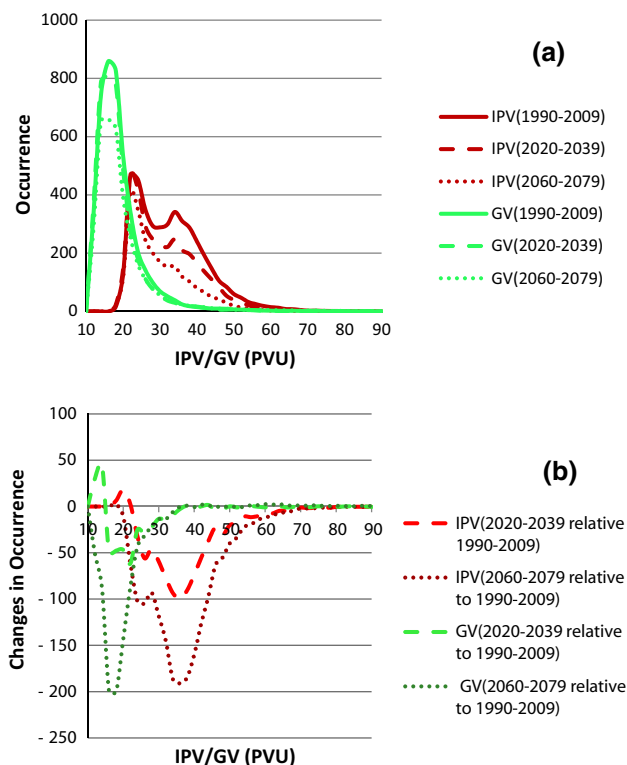 (a)
1000
800
600
400
200
0
Occurrence
10 20 30 40 50 60 70 80 90
IPV/GV (PVU)
IPV(1990-2009)
IPV(2020-2039)
IPV(2060-2079)
GV(1990-2009)
GV(2020-2039)
GV(2060-2079)
(b)
100
50
0
- 50
- 100
- 150
- 200
- 250
Changes in Occurrence
10 20 30 40 50 60 70 80 90
IPV/GV (PVU)
IPV(2020-2039 relative
1990-2009)
IPV(2060-2079 relative
to 1990-2009)
GV(2020-2039 relative
to 1990-2009)
GV(2060-2079 relative
to 1990-2009)